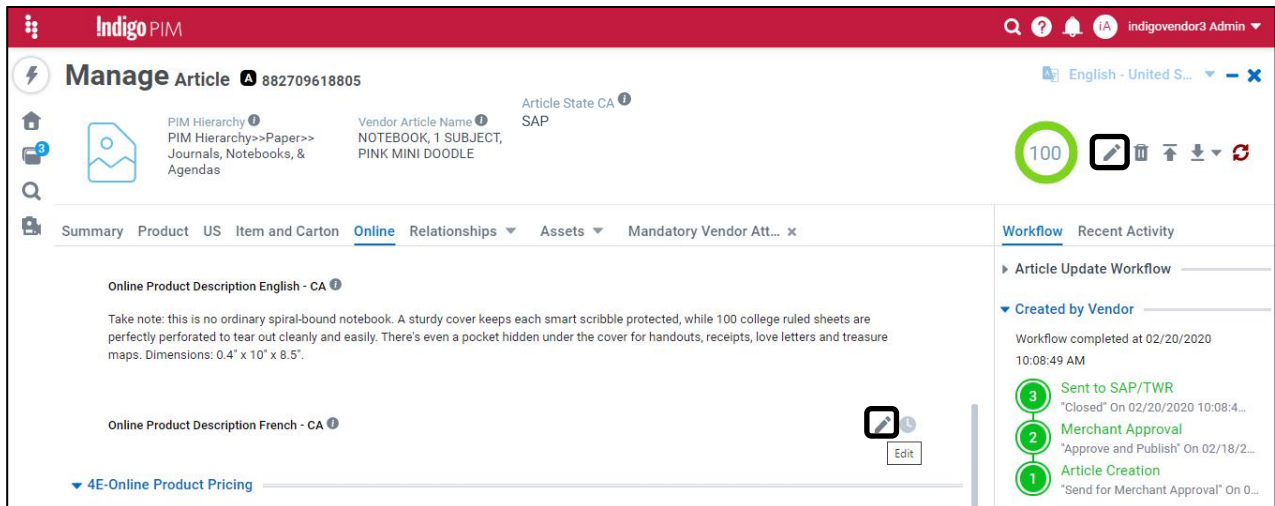 Indigo PIM
iA indigovendor3 Admin
Manage Article A 882709618805
English - United S...
3
PIM Hierarchy
PIM Hierarchy>>Paper>>
Journals, Notebooks, &
Agendas
Vendor Article Name
NOTEBOOK, 1 SUBJECT,
PINK MINI DOODLE
Article State CA
SAP
100
Summary Product US Item and Carton Online Relationships Assets Mandatory Vendor Att... ×
Workflow Recent Activity
Online Product Description English - CA
Take note: this is no ordinary spiral-bound notebook. A sturdy cover keeps each smart scribble protected, while 100 college ruled sheets are
perfectly perforated to tear out cleanly and easily. There's even a pocket hidden under the cover for handouts, receipts, love letters and treasure
maps. Dimensions: 0.4" x 10" x 8.5".
Online Product Description French - CA
Edit
4E-Online Product Pricing
Article Update Workflow
Created by Vendor
Workflow completed at 02/20/2020
10:08:49 AM
3 Sent to SAP/TWR
"Closed" On 02/20/2020 10:08:4...
2 Merchant Approval
"Approve and Publish" On 02/18/2...
1 Article Creation
"Send for Merchant Approval" On 0...